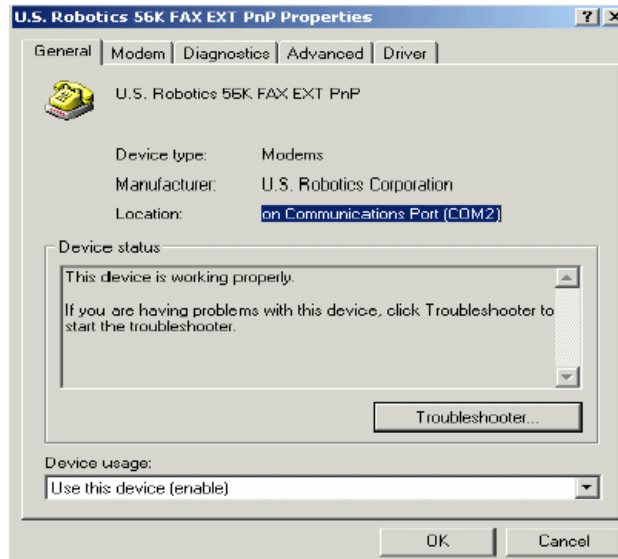 U.S. Robotics 56K FAX EXT PnP Properties
General Modem Diagnostics Advanced Driver
U.S. Robotics 56K FAX EXT PnP
Device type: Modems
Manufacturer: U.S. Robotics Corporation
Location: on Communications Port (COM2)
Device status
This device is working properly.
If you are having problems with this device, click Troubleshooter to
start the troubleshooter.
Troubleshooter...
Device usage:
Use this device (enable)
OK Cancel